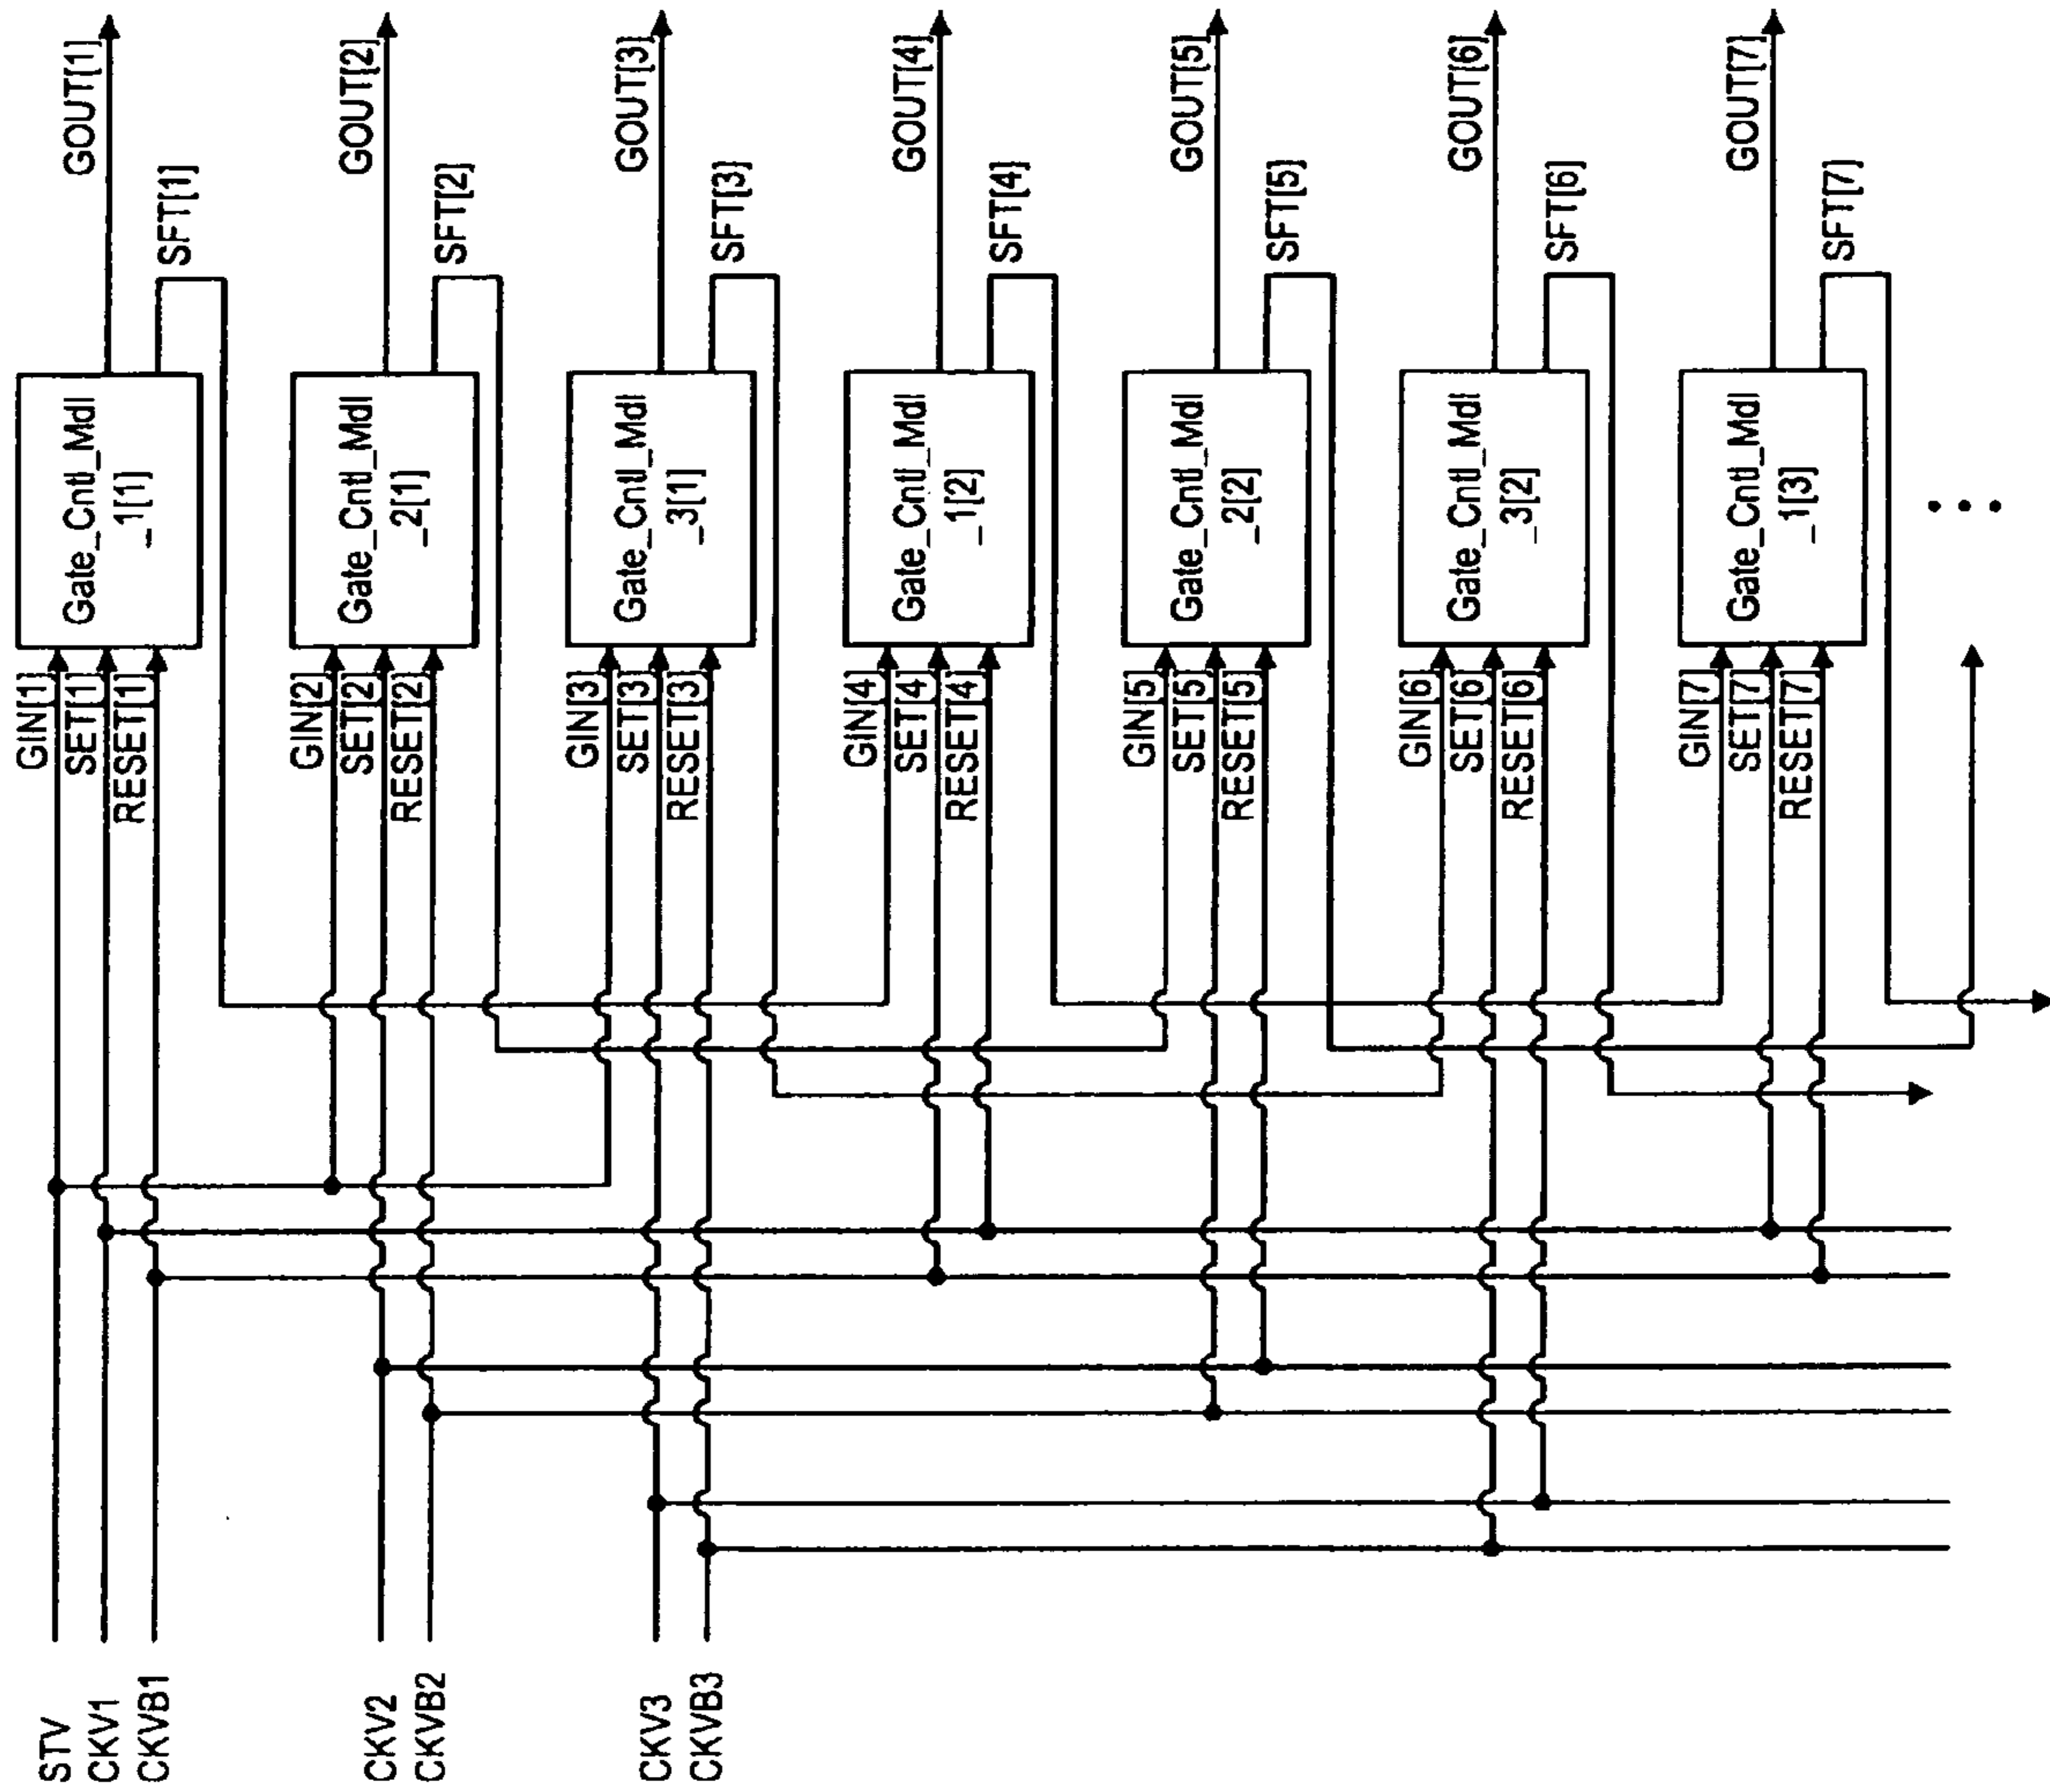 STV
CKV1
CKVB1
CKV2
CKVB2
CKV3
CKVB3
GIN[1]
SET[1]
RESET[1]
Gate_Cntl_Mdl
_1[1]
GOUT[1]
SFT[1]
GIN[2]
SET[2]
RESET[2]
Gate_Cntl_Mdl
_2[1]
GOUT[2]
SFT[2]
GIN[3]
SET[3]
RESET[3]
Gate_Cntl_Mdl
_3[1]
GOUT[3]
SFT[3]
GIN[4]
SET[4]
RESET[4]
Gate_Cntl_Mdl
_1[2]
GOUT[4]
SFT[4]
GIN[5]
SET[5]
RESET[5]
Gate_Cntl_Mdl
_2[2]
GOUT[5]
SFT[5]
GIN[6]
SET[6]
RESET[6]
Gate_Cntl_Mdl
_3[2]
GOUT[6]
SFT[6]
GIN[7]
SET[7]
RESET[7]
Gate_Cntl_Mdl
_1[3]
GOUT[7]
SFT[7]